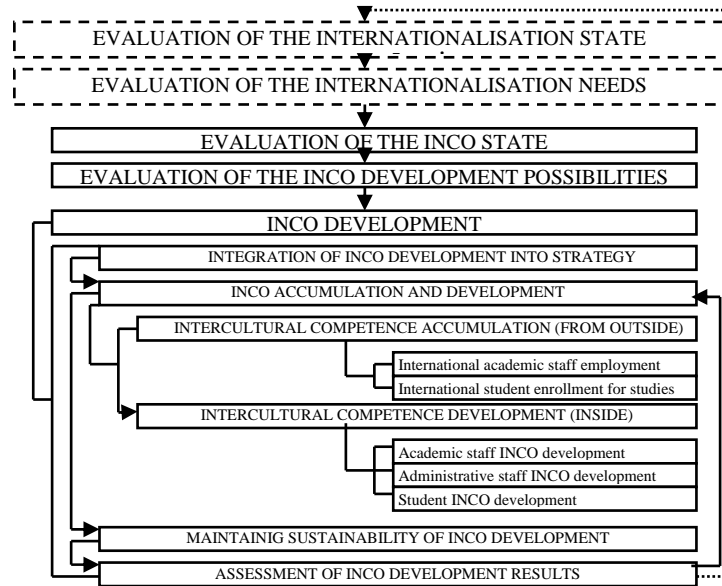 EVALUATION OF THE INTERNATIONALISATION STATE
EVALUATION OF THE INTERNATIONALISATION NEEDS
EVALUATION OF THE INCO STATE
EVALUATION OF THE INCO DEVELOPMENT POSSIBILITIES
INCO DEVELOPMENT
INTEGRATION OF INCO DEVELOPMENT INTO STRATEGY
INCO ACCUMULATION AND DEVELOPMENT
INTERCULTURAL COMPETENCE ACCUMULATION (FROM OUTSIDE)
International academic staff employment
International student enrollment for studies
INTERCULTURAL COMPETENCE DEVELOPMENT (INSIDE)
Academic staff INCO development
Administrative staff INCO development
Student INCO development
MAINTAINIG SUSTAINABILITY OF INCO DEVELOPMENT
ASSESSMENT OF INCO DEVELOPMENT RESULTS